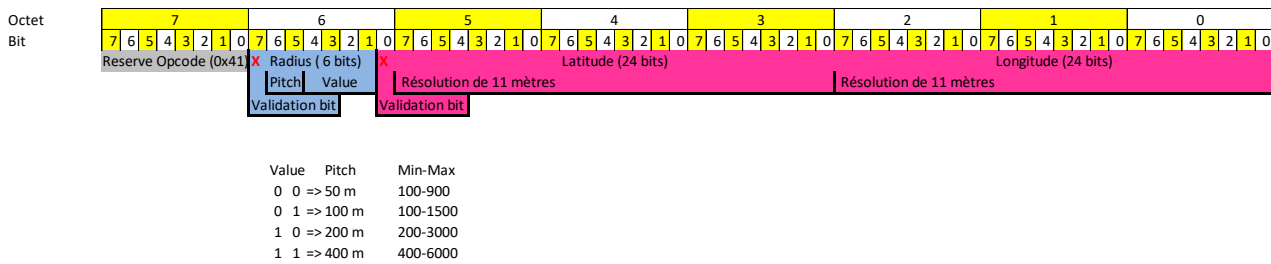 Octet 7 6 5 4 3 2 1 0
Bit 7 6 5 4 3 2 1 0 7 6 5 4 3 2 1 0 7 6 5 4 3 2 1 0 7 6 5 4 3 2 1 0 7 6 5 4 3 2 1 0 7 6 5 4 3 2 1 0 7 6 5 4 3 2 1 0 7 6 5 4 3 2 1 0
Reserve Opcode (0x41) X Radius ( 6 bits) X Latitude (24 bits) Longitude (24 bits)
Pitch Value Résolution de 11 mètres Résolution de 11 mètres
Validation bit Validation bit
Value Pitch Min-Max
0 0 => 50 m 100-900
0 1 => 100 m 100-1500
1 0 => 200 m 200-3000
1 1 => 400 m 400-6000